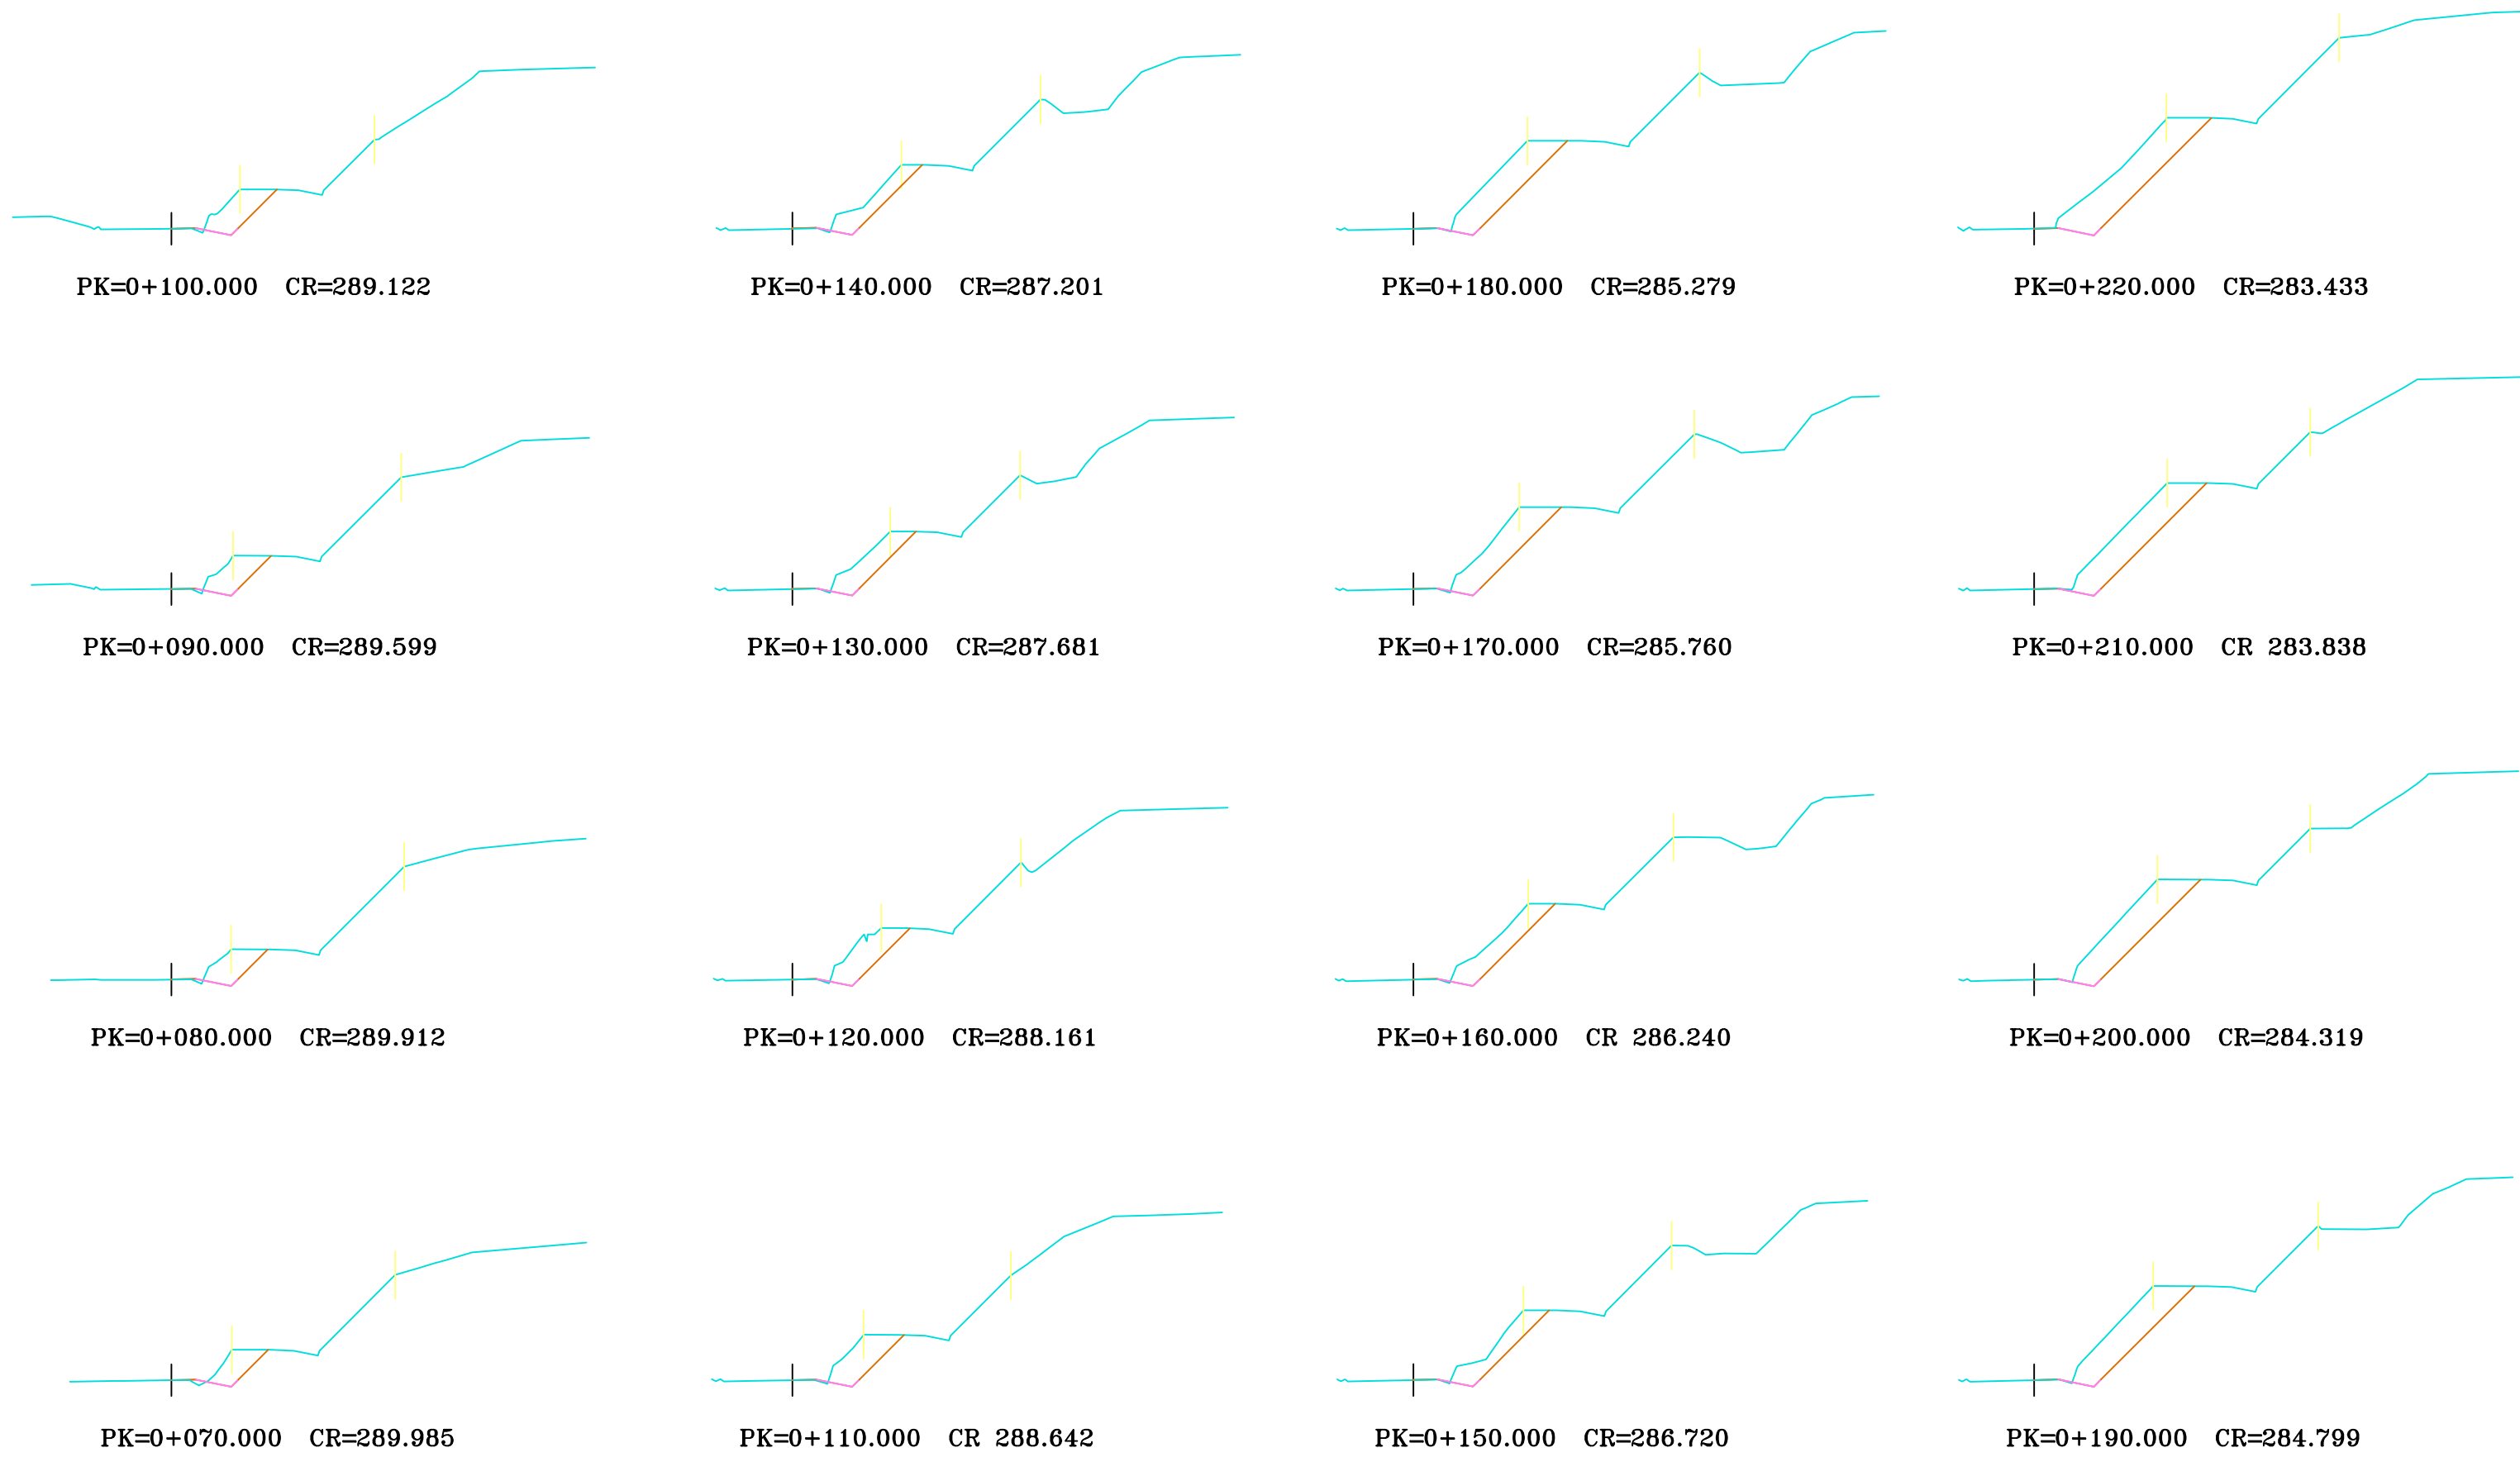 PK=0+100.000 CR=289.122
PK=0+140.000 CR=287.201
PK=0+180.000 CR=285.279
PK=0+220.000 CR=283.433
PK=0+090.000 CR=289.599
PK=0+130.000 CR=287.681
PK=0+170.000 CR=285.760
PK=0+210.000 CR 283.838
PK=0+080.000 CR=289.912
PK=0+120.000 CR=288.161
PK=0+160.000 CR 286.240
PK=0+200.000 CR=284.319
PK=0+070.000 CR=289.985
PK=0+110.000 CR 288.642
PK=0+150.000 CR=286.720
PK=0+190.000 CR=284.799